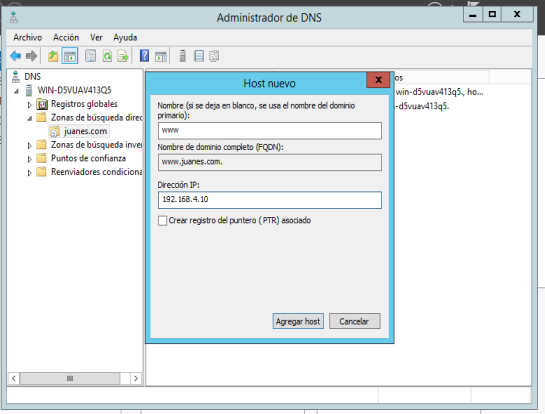 Administrador de DNS
Archivo Acción Ver Ayuda
DNS
WIN-D5VUAV413Q5
Registros globales
Zonas de búsqueda direc
juanes.com
Zonas de búsqueda inve
Puntos de confianza
Reenviadores condiciona
os
win-d5vuav413q5., ho...
-d5vuav413q5.
Host nuevo
Nombre (si se deja en blanco, se usa el nombre del dominio
primario):
www
Nombre de dominio completo (FQDN):
www.juanes.com.
Dirección IP:
192.168.4.10
Crear registro del puntero (PTR) asociado
Agregar host Cancelar